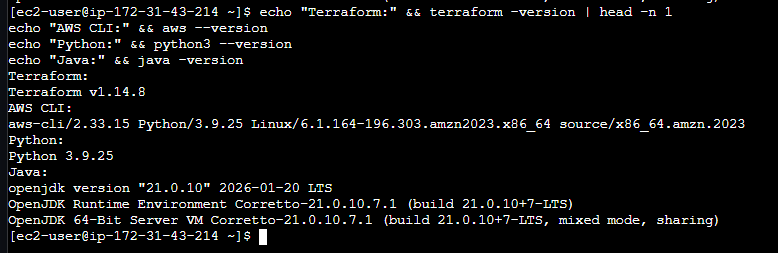 [ec2-user@ip-172-31-43-214 ~]$ echo "Terraform:" && terraform -version | head -n 1
echo "AWS CLI:" && aws --version
echo "Python:" && python3 --version
echo "Java:" && java -version
Terraform:
Terraform v1.14.8
AWS CLI:
aws-cli/2.33.15 Python/3.9.25 Linux/6.1.164-196.303.amzn2023.x86_64 source/x86_64.amzn.2023
Python:
Python 3.9.25
Java:
openjdk version "21.0.10" 2026-01-20 LTS
OpenJDK Runtime Environment Corretto-21.0.10.7.1 (build 21.0.10+7-LTS)
OpenJDK 64-Bit Server VM Corretto-21.0.10.7.1 (build 21.0.10+7-LTS, mixed mode, sharing)
[ec2-user@ip-172-31-43-214 ~]$